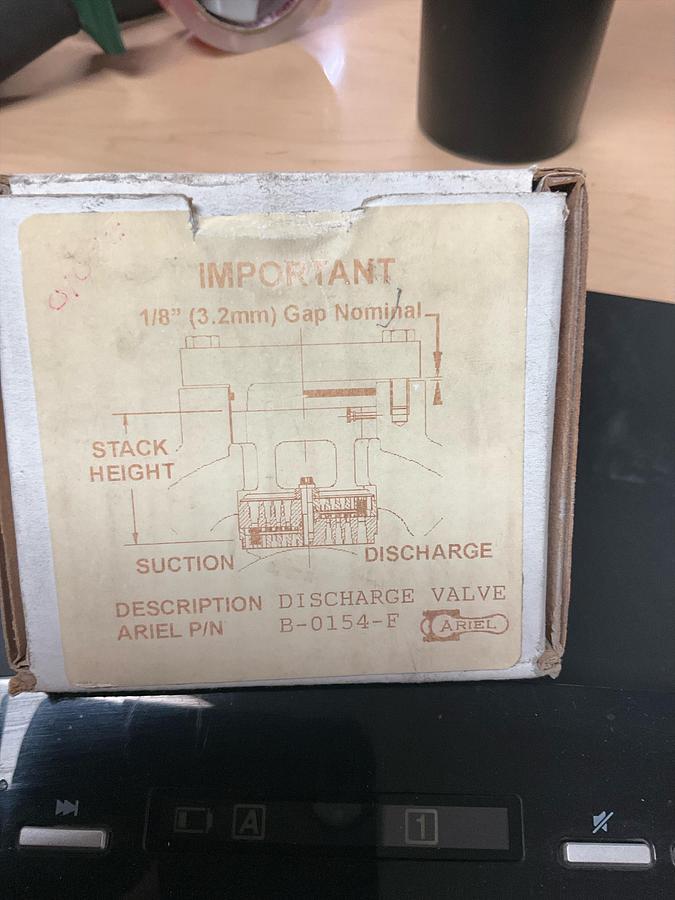 IMPORTANT
1/8" (3.2mm) Gap Nominal
STACK
HEIGHT
SUCTION
DISCHARGE
DESCRIPTION DISCHARGE VALVE
ARIEL P/N B-0154-F
ARIEL
A
1